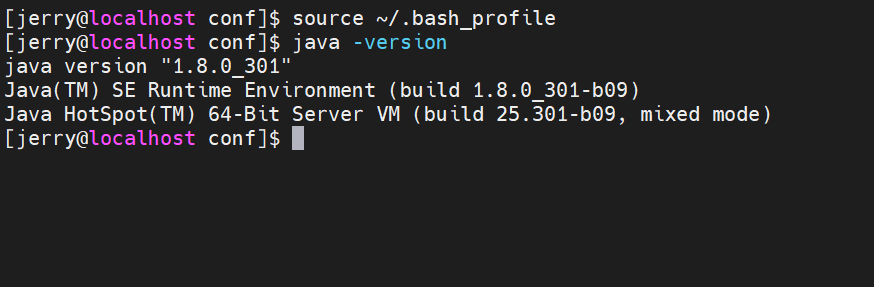 [jerry@localhost conf]$ source ~/.bash_profile
[jerry@localhost conf]$ java -version
java version "1.8.0_301"
Java(TM) SE Runtime Environment (build 1.8.0_301-b09)
Java HotSpot(TM) 64-Bit Server VM (build 25.301-b09, mixed mode)
[jerry@localhost conf]$